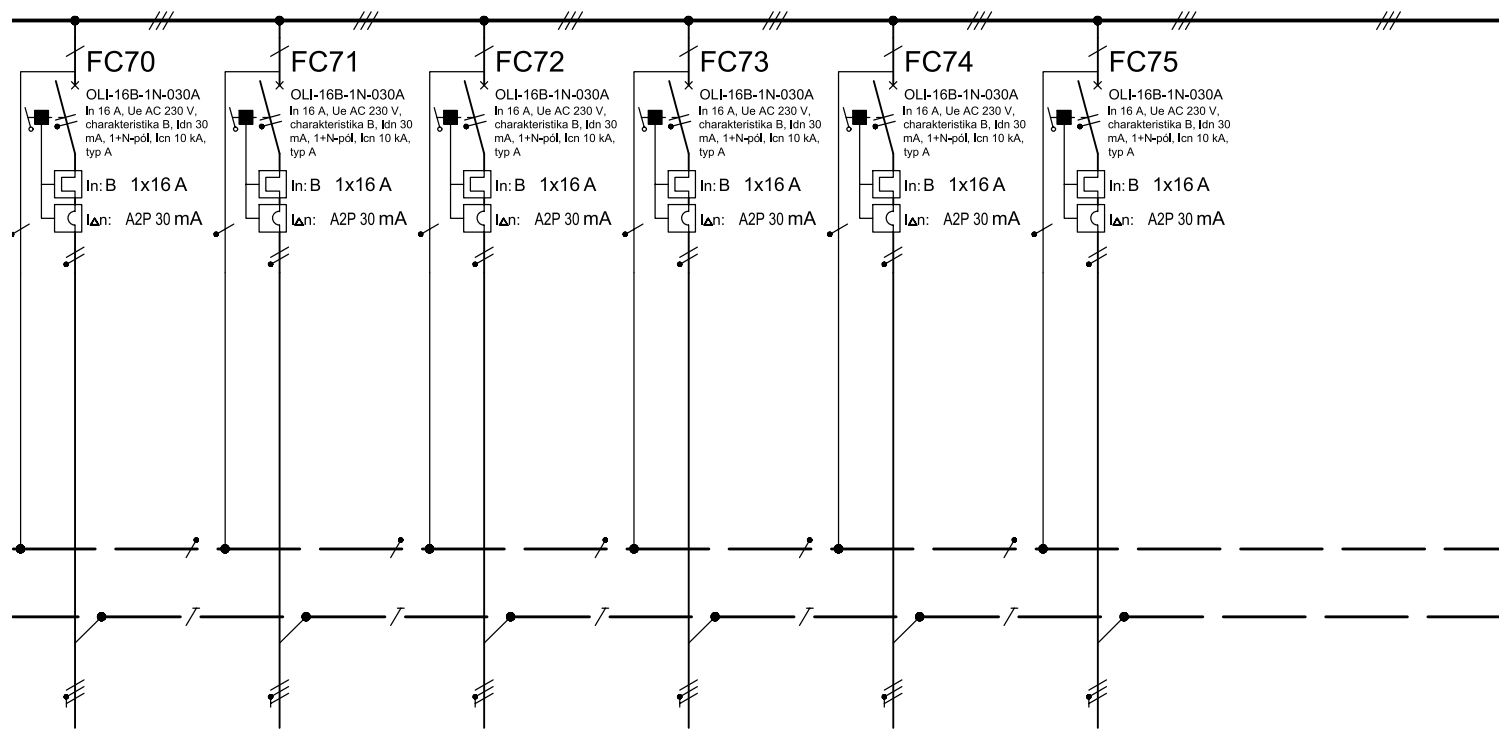 FC70
OLI-16B-1N-030A
In 16 A, Ue AC 230 V,
charakteristika B, Idn 30
mA, 1+N-pól, Icn 10 kA,
typ A
In: B 1x16 A
I∆n: A2P 30 mA
FC71
OLI-16B-1N-030A
In 16 A, Ue AC 230 V,
charakteristika B, Idn 30
mA, 1+N-pól, Icn 10 kA,
typ A
In: B 1x16 A
I∆n: A2P 30 mA
FC72
OLI-16B-1N-030A
In 16 A, Ue AC 230 V,
charakteristika B, Idn 30
mA, 1+N-pól, Icn 10 kA,
typ A
In: B 1x16 A
I∆n: A2P 30 mA
FC73
OLI-16B-1N-030A
In 16 A, Ue AC 230 V,
charakteristika B, Idn 30
mA, 1+N-pól, Icn 10 kA,
typ A
In: B 1x16 A
I∆n: A2P 30 mA
FC74
OLI-16B-1N-030A
In 16 A, Ue AC 230 V,
charakteristika B, Idn 30
mA, 1+N-pól, Icn 10 kA,
typ A
In: B 1x16 A
I∆n: A2P 30 mA
FC75
OLI-16B-1N-030A
In 16 A, Ue AC 230 V,
charakteristika B, Idn 30
mA, 1+N-pól, Icn 10 kA,
typ A
In: B 1x16 A
I∆n: A2P 30 mA